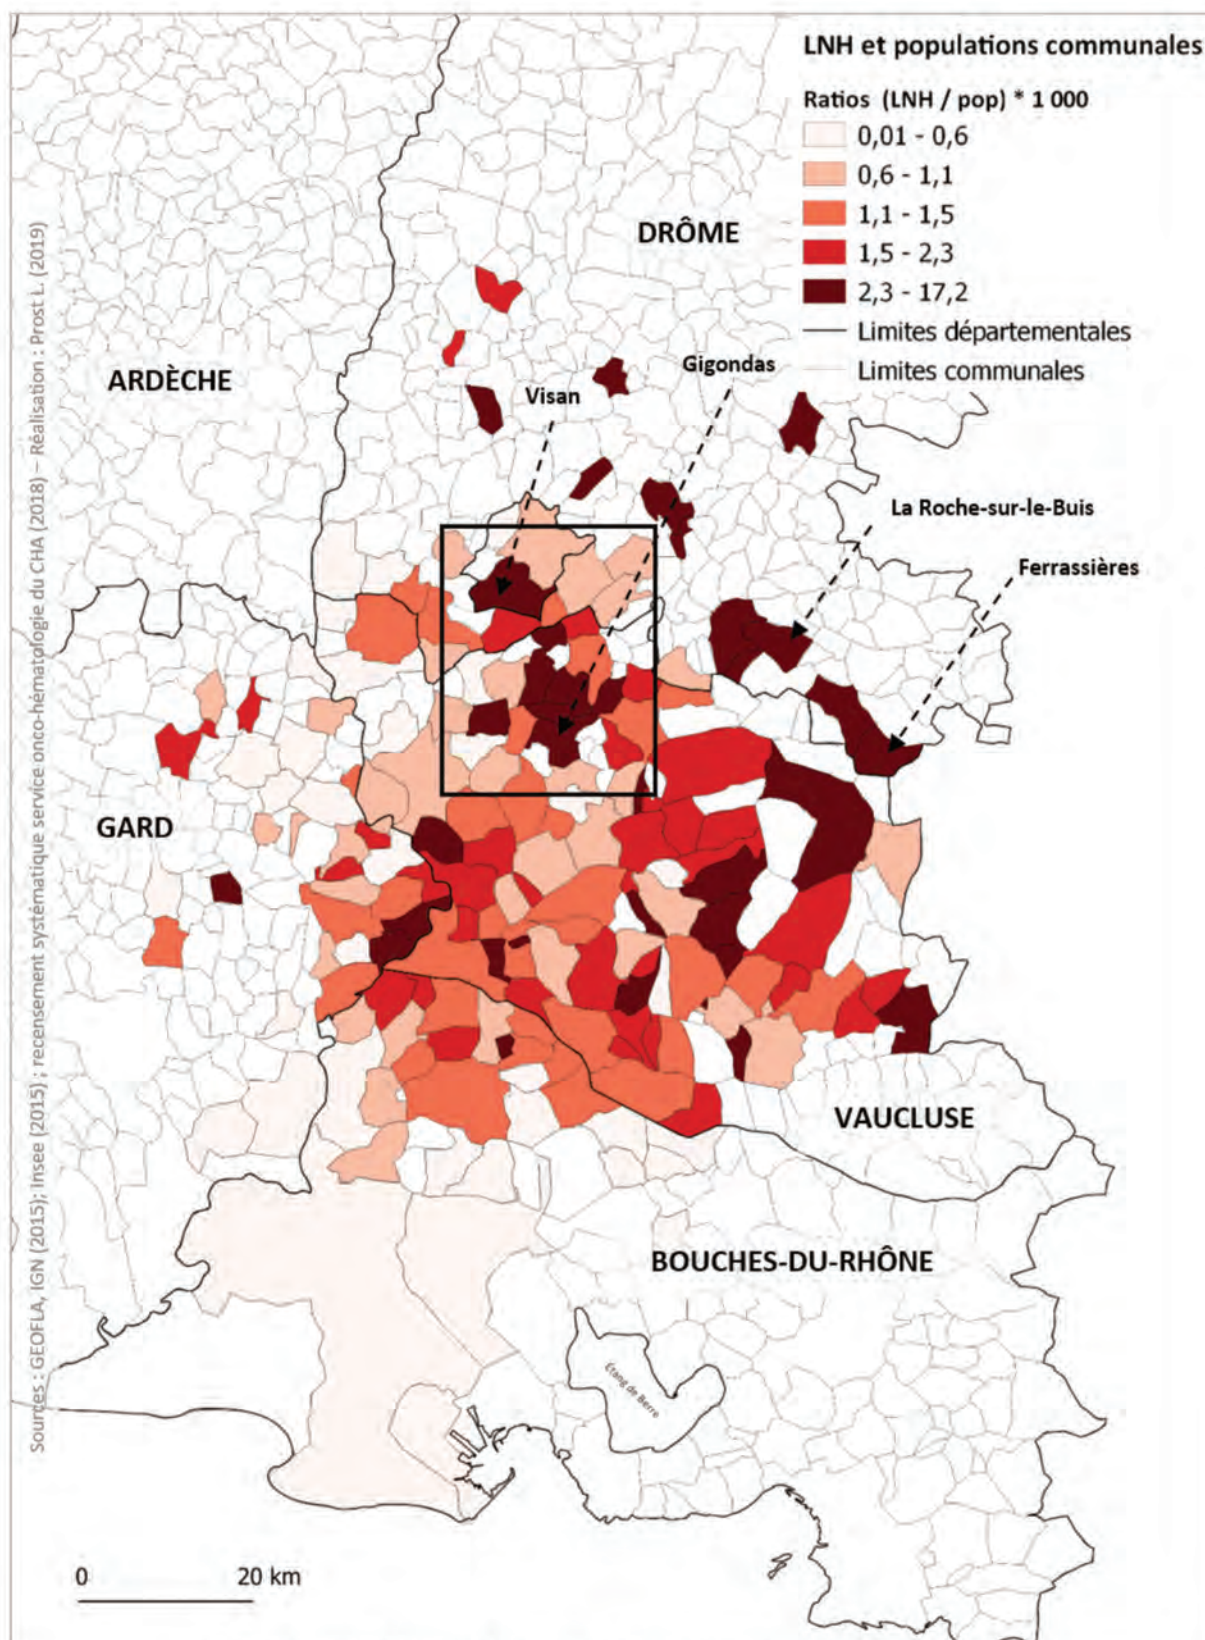 LNH et populations communales
Ratios (LNH / pop) * 1 000
0,01 - 0,6
0,6 - 1,1
1,1 - 1,5
1,5 - 2,3
2,3 - 17,2
Limites départementales
Limites communales
DRÔME
ARDÈCHE
Gigondas
Visan
La Roche-sur-le-Buis
Ferrassières
GARD
VAUCLUSE
BOUCHES-DU-RHÔNE
Étang de Berre
0 20 km
Sources : GEOFLA, IGN (2015); Insee (2015) ; recensement systématique service onco-hématologie du CHA (2018) – Réalisation : Prost L. (2019)